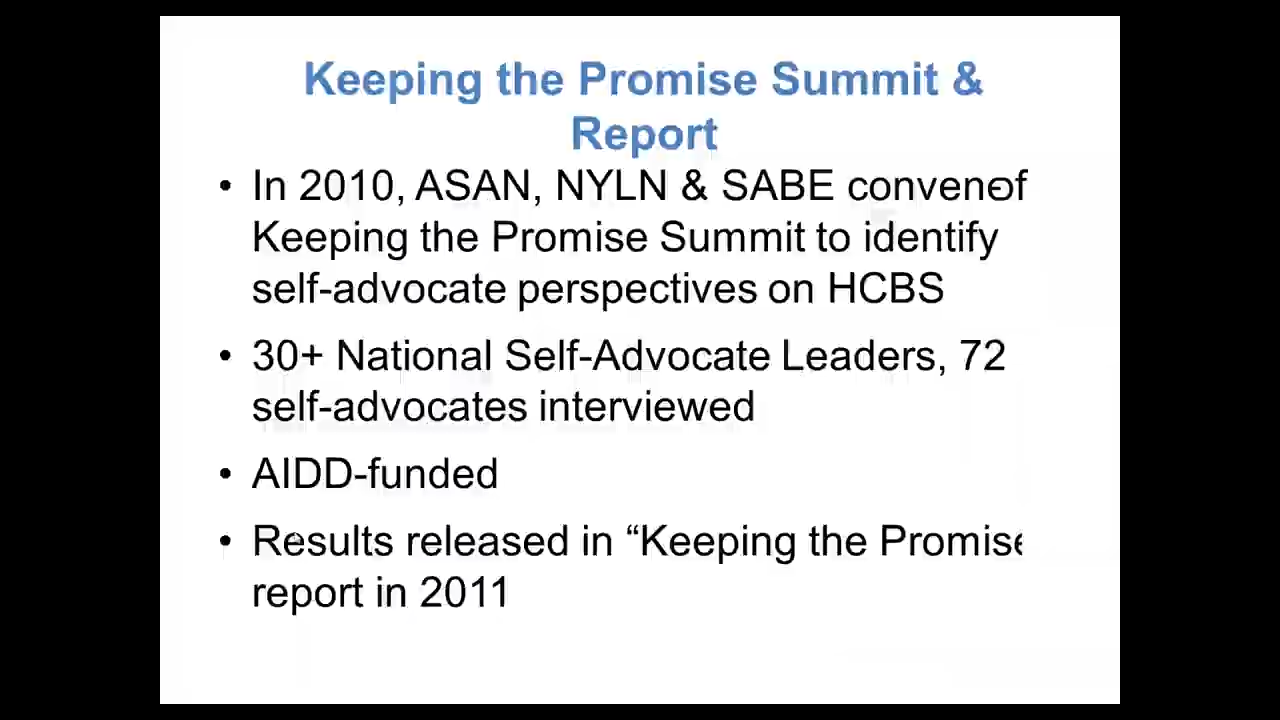 Keeping the Promise Summit &
Report
• In 2010, ASAN, NYLN & SABE
Keeping the Promise Summit to identify
self-advocate perspectives on HCBS
• 30+ National Self-Advocate Leaders, 72
self-advocates interviewed
• AIDD-funded
• Results released in “Keeping the Promise
report in 2011